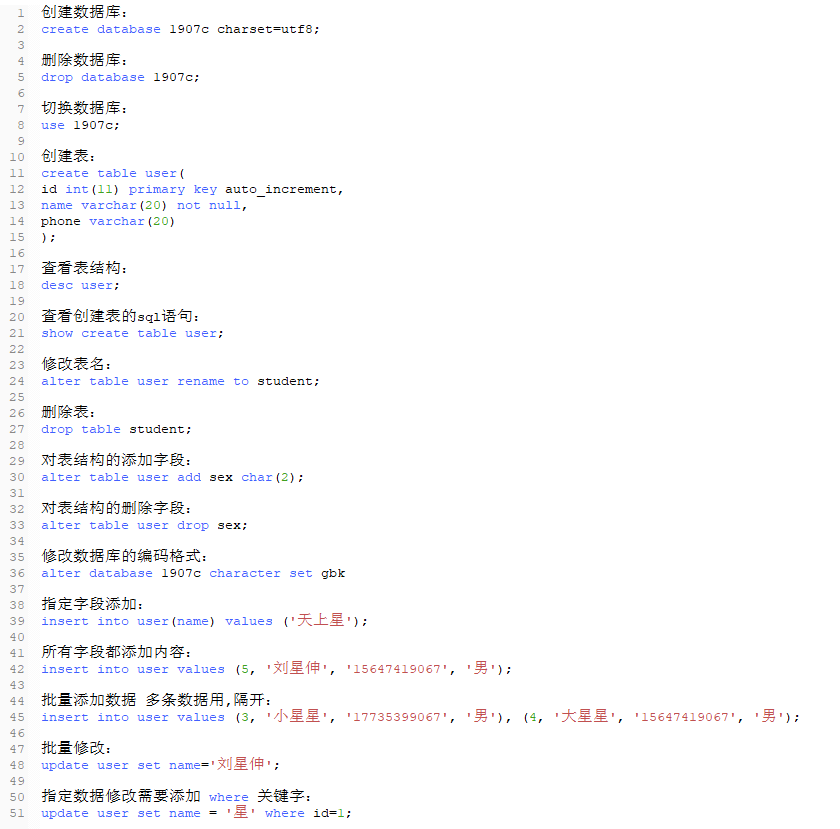 1 创建数据库:
2 create database 1907c charset=utf8;
3
4 删除数据库:
5 drop database 1907c;
6
7 切换数据库:
8 use 1907c;
9
10 创建表:
11 create table user(
12 id int(11) primary key auto_increment,
13 name varchar(20) not null,
14 phone varchar(20)
15 );
16
17 查看表结构:
18 desc user;
19
20 查看创建表的sql语句:
21 show create table user;
22
23 修改表名:
24 alter table user rename to student;
25
26 删除表:
27 drop table student;
28
29 对表结构的添加字段:
30 alter table user add sex char(2);
31
32 对表结构的删除字段:
33 alter table user drop sex;
34
35 修改数据库的编码格式:
36 alter database 1907c character set gbk
37
38 指定字段添加:
39 insert into user(name) values ('天上星');
40
41 所有字段都添加内容:
42 insert into user values (5, '刘星伸', '15647419067', '男');
43
44 批量添加数据 多条数据用,隔开:
45 insert into user values (3, '小星星', '17735399067', '男'), (4, '大星星', '15647419067', '男');
46
47 批量修改:
48 update user set name='刘星伸';
49
50 指定数据修改需要添加 where 关键字:
51 update user set name = '星' where id=1;